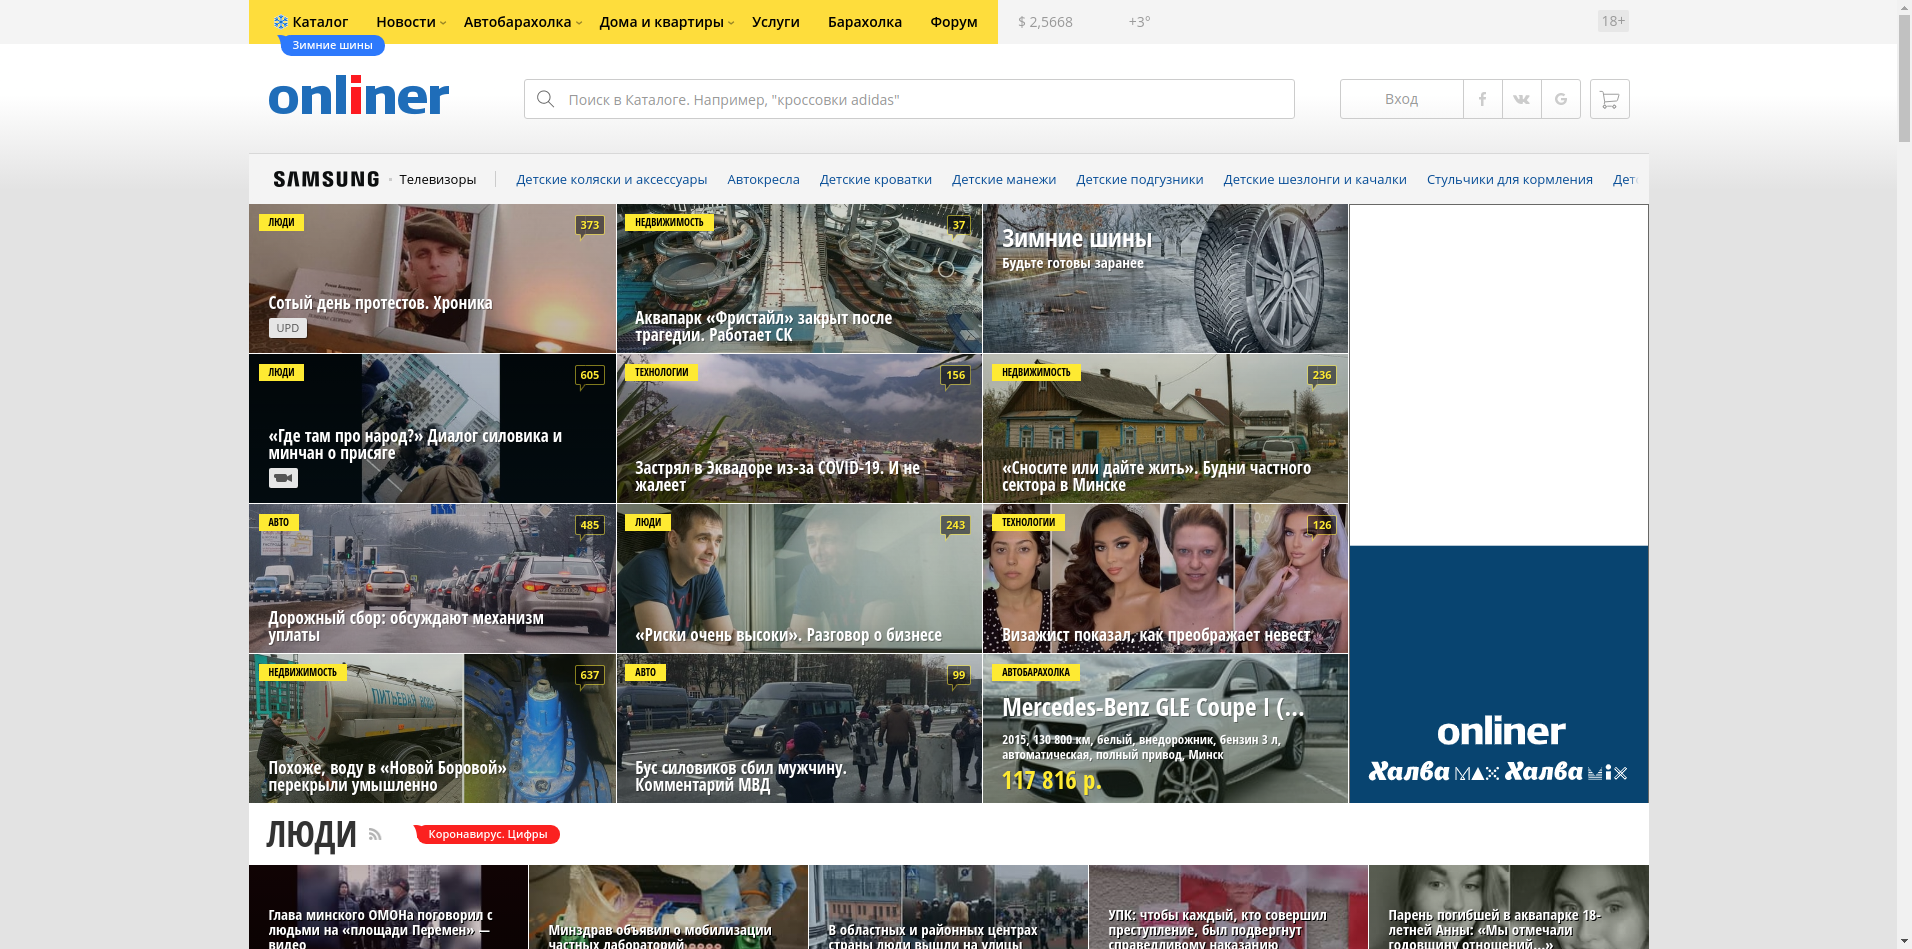 Каталог Новости Автобарахолка Дома и квартиры Услуги Барахолка Форум $ 2,5668 +3° 18+
Зимние шины
onliner
Поиск в Каталоге. Например, "кроссовки adidas"
Вход
SAMSUNG Телевизоры Детские коляски и аксессуары Автокресла Детские кроватки Детские манежи Детские подгузники Детские шезлонги и качалки Стульчики для кормления
ЛЮДИ
373
Сотый день протестов. Хроника
UPD
НЕДВИЖИМОСТЬ
37
Аквапарк «Фристайл» закрыт после
трагедии. Работает СК
Зимние шины
Будьте готовы заранее
ЛЮДИ
605
«Где там про народ?» Диалог силовика и
минчан о присяге
ТЕХНОЛОГИИ
156
Застрял в Эквадоре из-за COVID-19. И не
жалеет
НЕДВИЖИМОСТЬ
236
«Сносите или дайте жить». Будни частного
сектора в Минске
АВТО
485
Дорожный сбор: обсуждают механизм
уплаты
ЛЮДИ
243
«Риски очень высоки». Разговор о бизнесе
ТЕХНОЛОГИИ
126
Визажист показал, как преображает невест
НЕДВИЖИМОСТЬ
637
ПИТЬЕВАЯ ВОДА
Похоже, воду в «Новой Боровой»
перекрыли умышленно
АВТО
99
Бус силовиков сбил мужчину.
Комментарий МВД
АВТОБАРАХОЛКА
Mercedes-Benz GLE Coupe I (...
2015, 130 800 км, белый, внедорожник, бензин 3 л,
автоматическая, полный привод, Минск
117 816 р.
onliner
Халва MAX Халва MIX
ЛЮДИ
Коронавирус. Цифры
Глава минского ОМОНа поговорил с
людьми на «площади Перемен» —
видео
Минздрав объявил о мобилизации
частных лабораторий
В областных и районных центрах
страны люди вышли на улицы
УПК: чтобы каждый, кто совершил
преступление, был подвергнут
справедливому наказанию
Парень погибшей в аквапарке 18-
летней Анны: «Мы отмечали
годовщину отношений...»